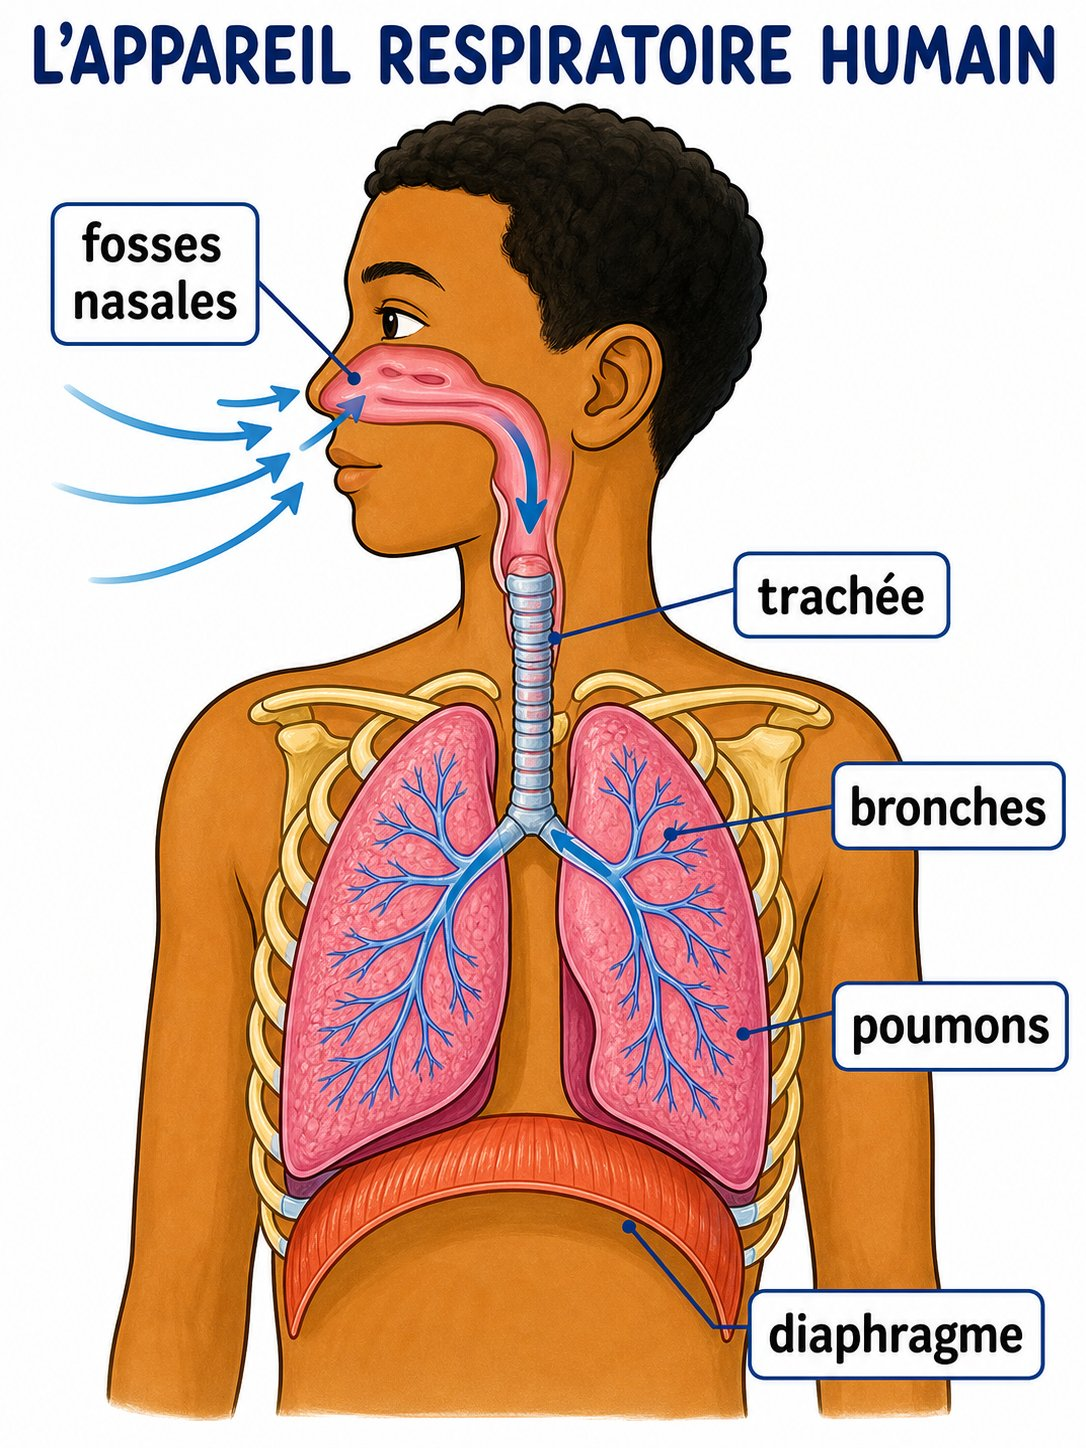 L'APPAREIL RESPIRATOIRE HUMAIN
fosses
nasales
trachée
bronches
poumons
diaphragme